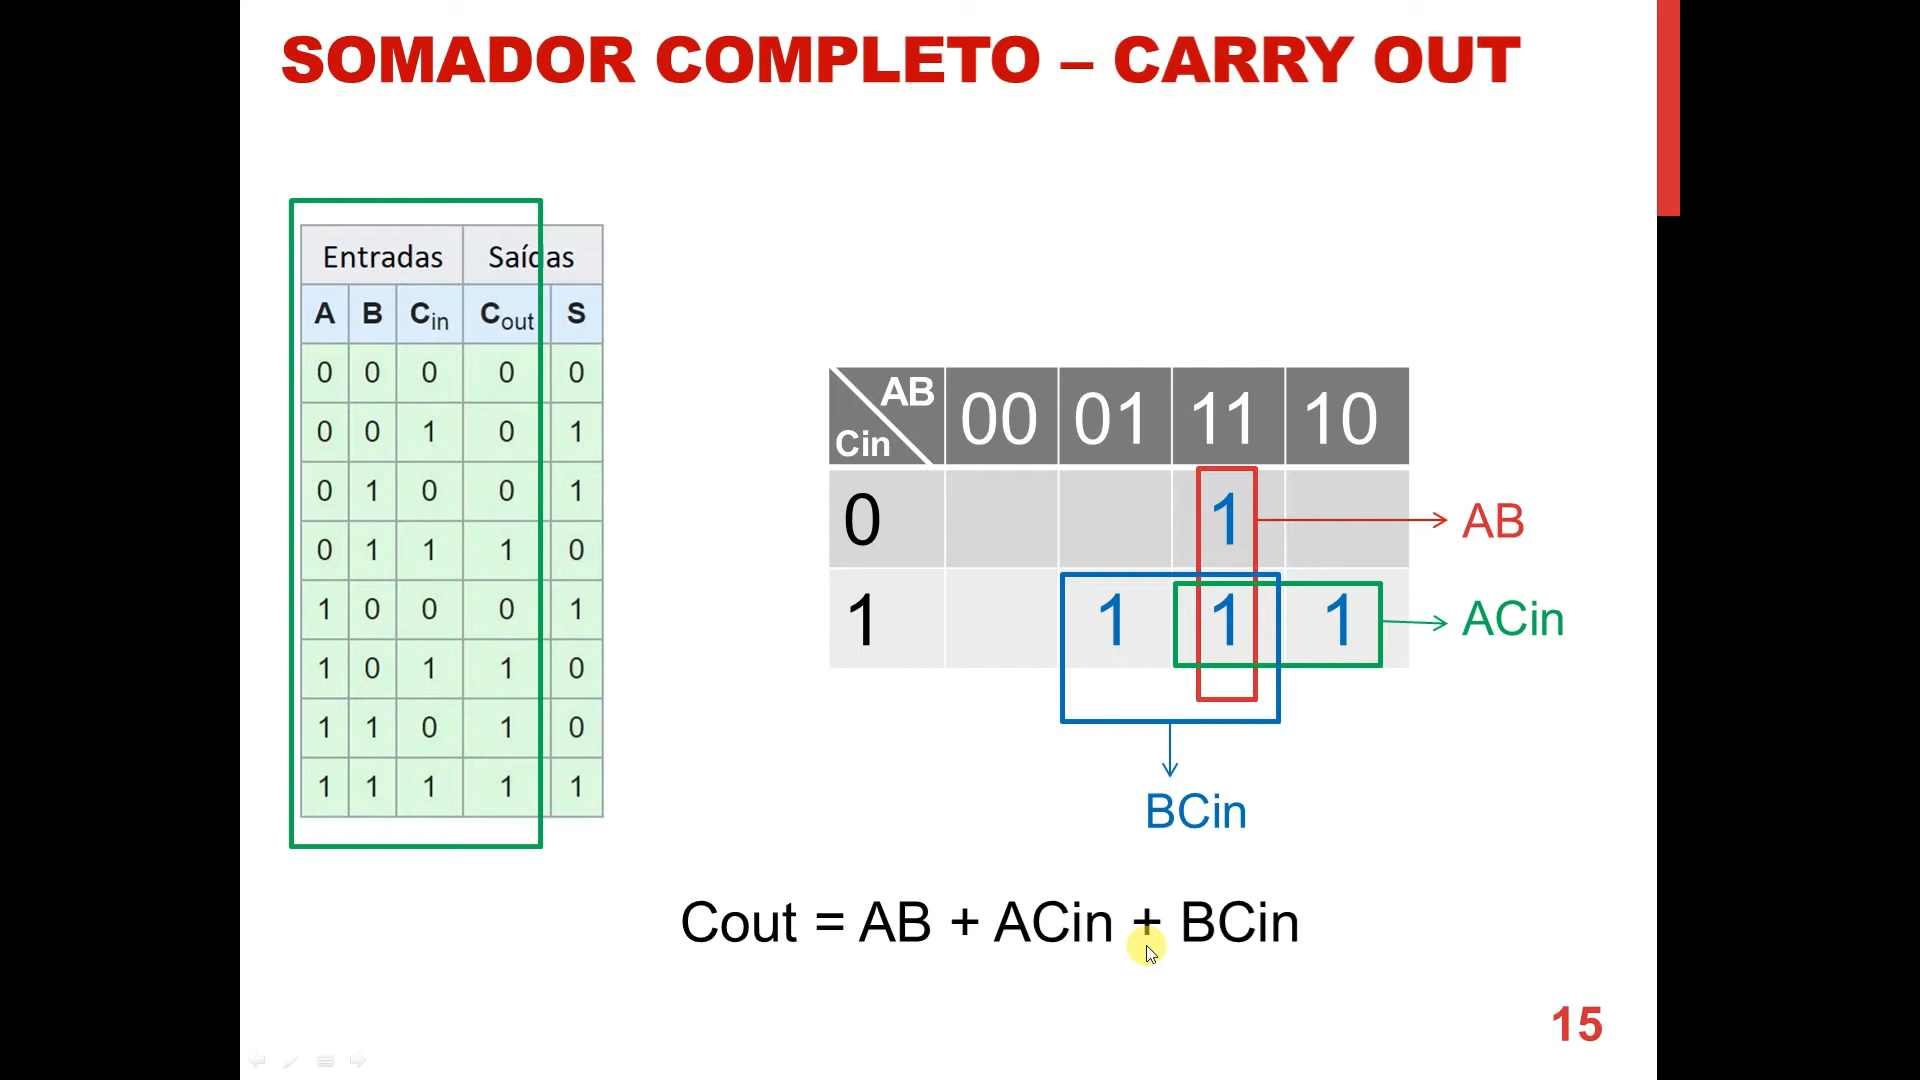 SOMADOR COMPLETO – CARRY OUT
Entradas Saídas
A B Cin Cout S
0 0 0 0 0
0 0 1 0 1
0 1 0 0 1
0 1 1 1 0
1 0 0 0 1
1 0 1 1 0
1 1 0 1 0
1 1 1 1 1
AB
Cin
00 01 11 10
0 1 AB
1 1 1 1 ACin
BCin
Cout = AB + ACin + BCin
15